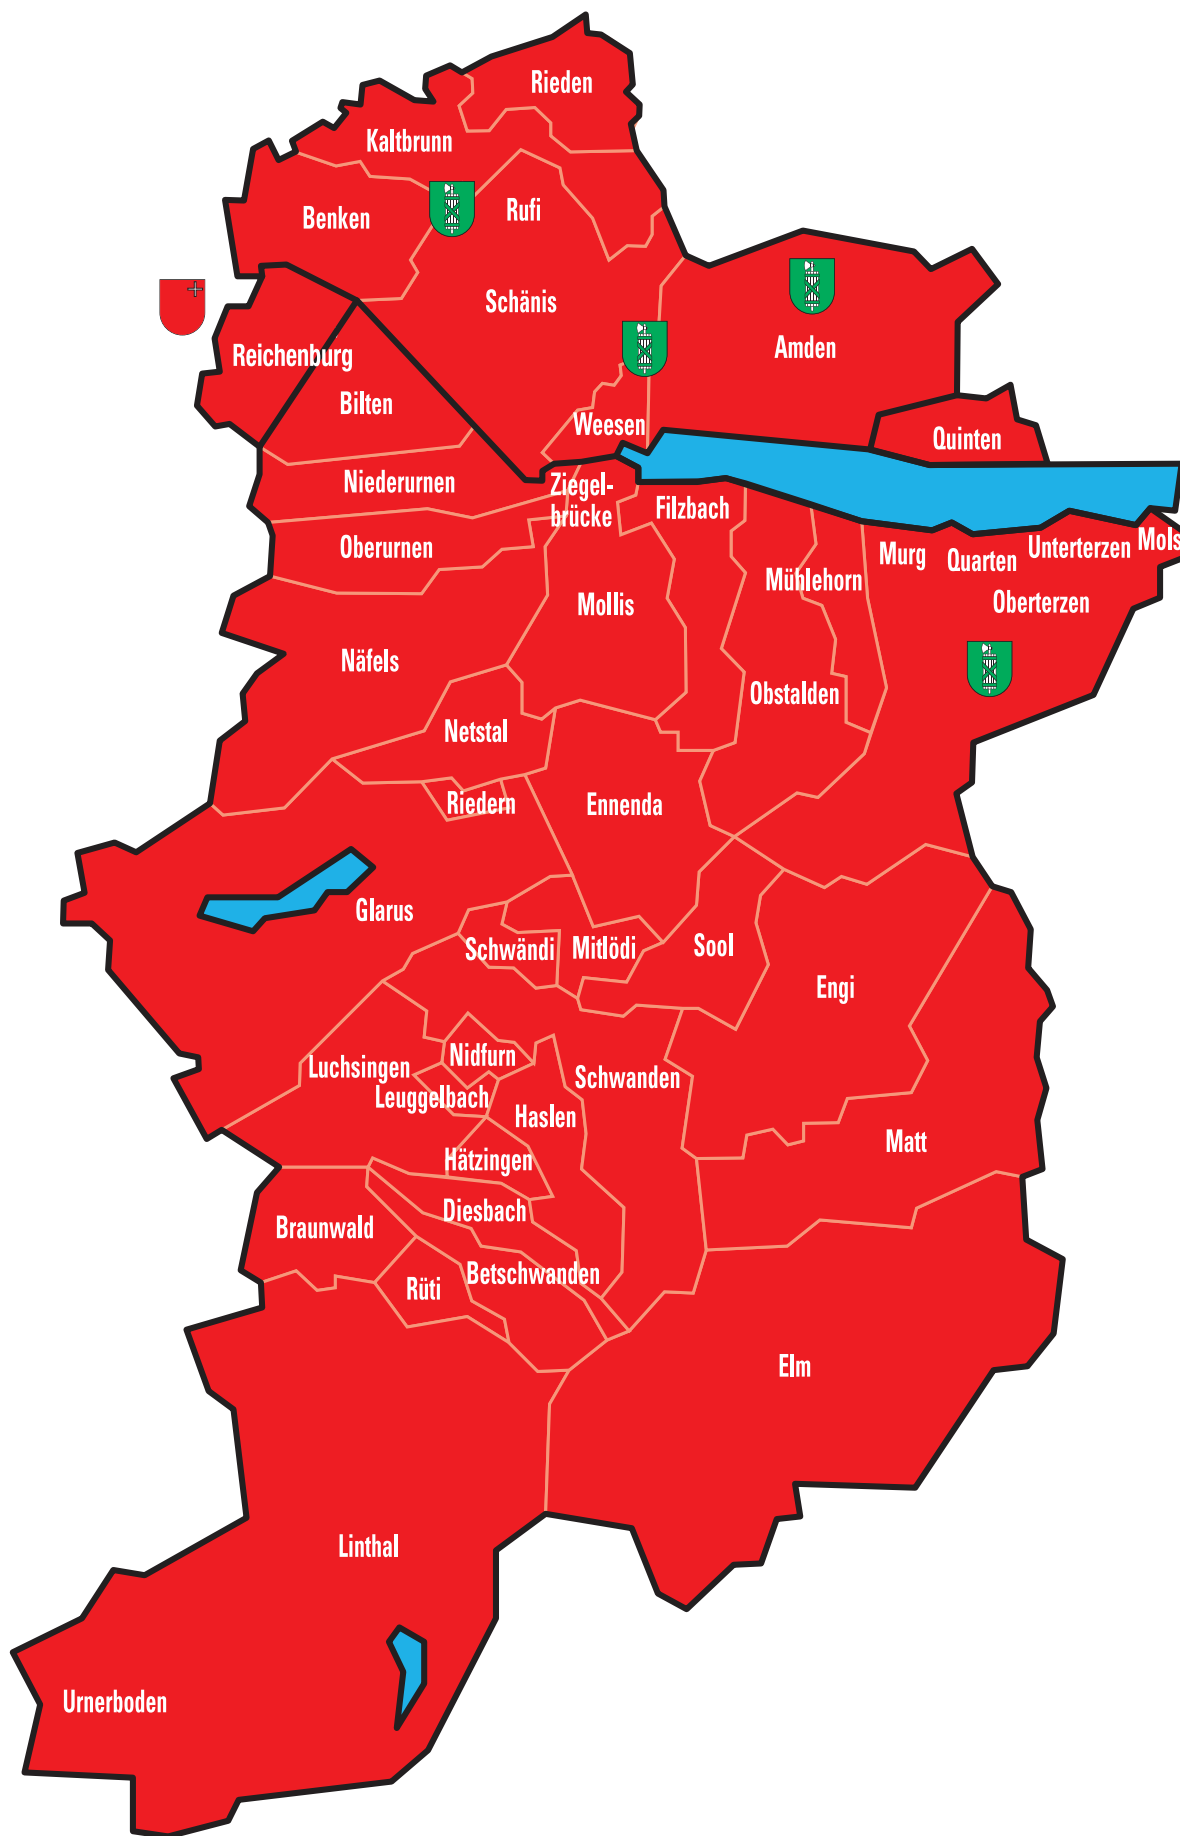 Rieden
Kaltbrunn
Rufi
Benken
Schänis
Amden
Reichenburg
Bilten
Weesen
Quinten
Niederurnen
Ziegel-
brücke
Filzbach
Oberurnen
Murg
Quarten
Unterterzen
Mols
Mühlehorn
Oberterzen
Mollis
Näfels
Obstalden
Netstal
Riedern
Ennenda
Glarus
Schwändi
Mitlödi
Sool
Engi
Nidfurn
Luchsingen
Schwanden
Leuggelbach
Haslen
Matt
Hätzingen
Diesbach
Braunwald
Betschwanden
Rüti
Elm
Linthal
Urnerboden